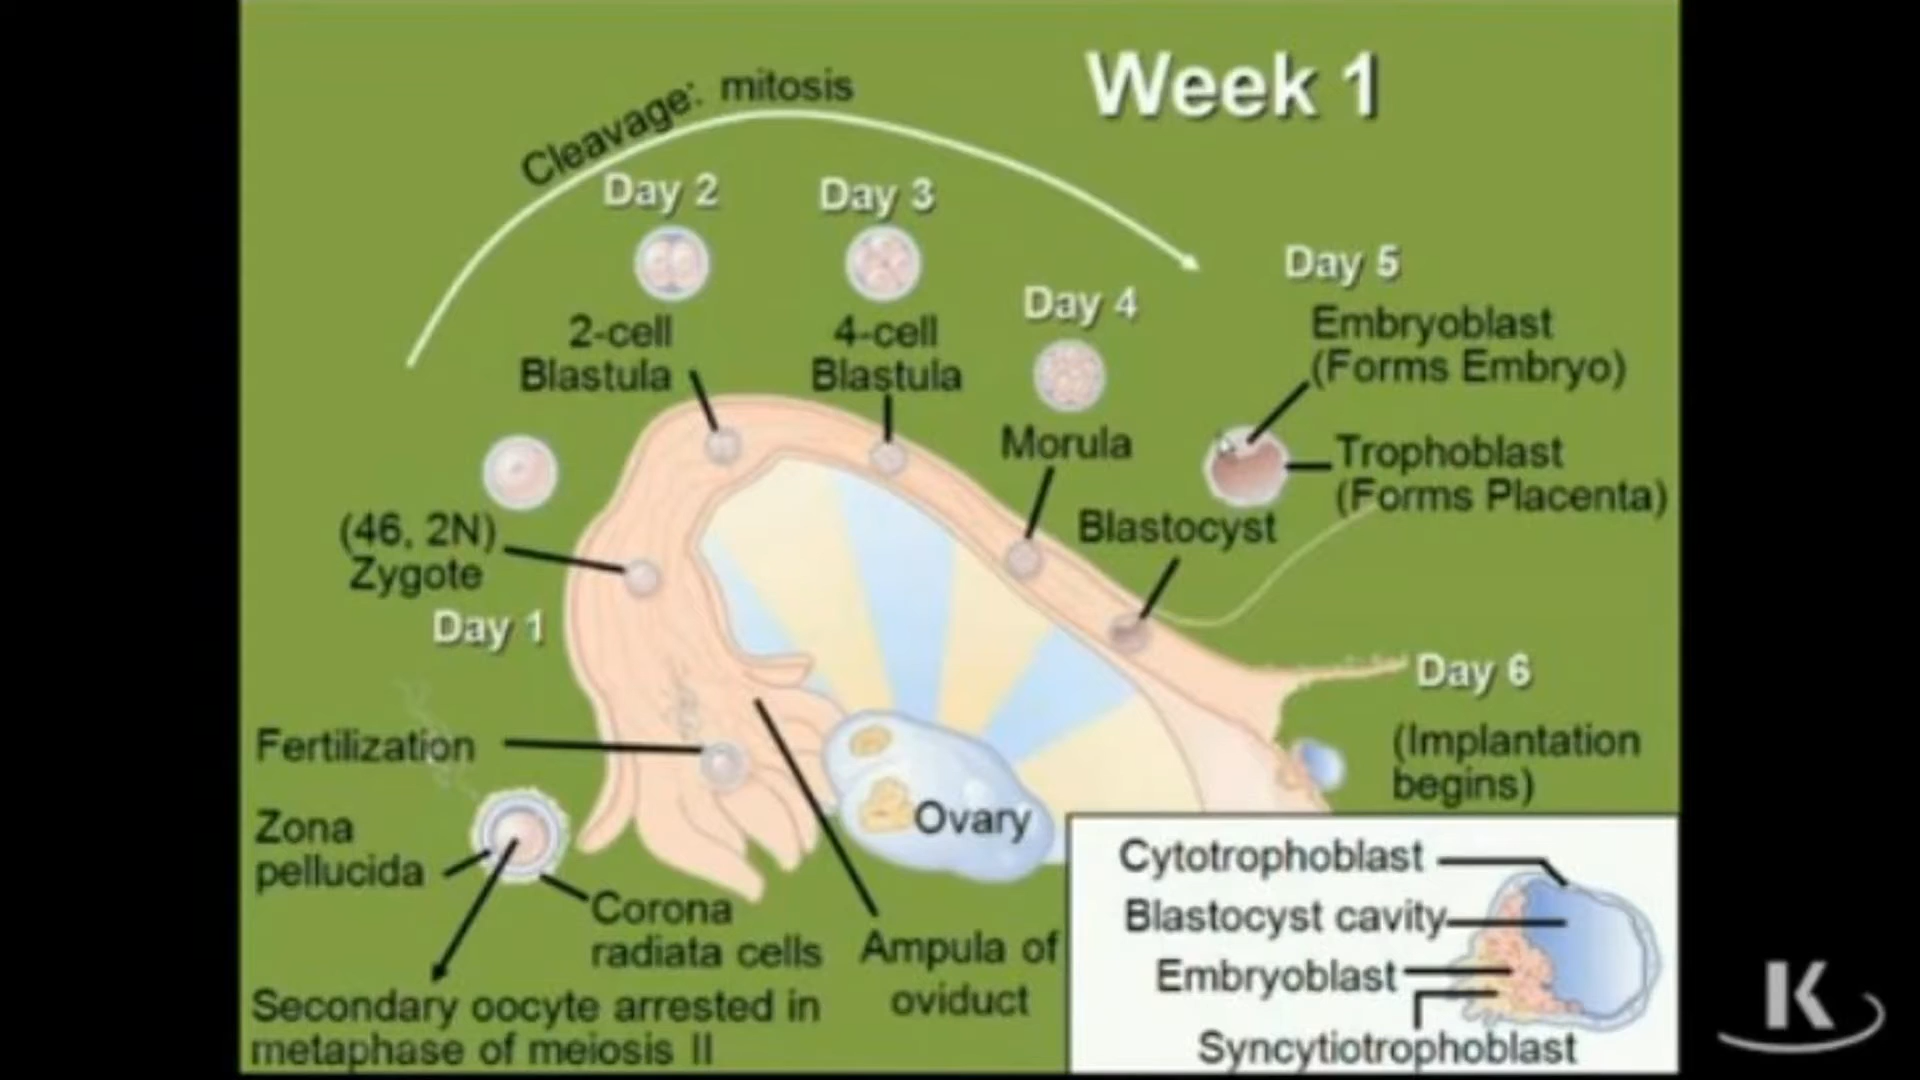 Week 1
Cleavage: mitosis
Day 2
Day 3
Day 4
Day 5
2-cell
Blastula
4-cell
Blastula
Morula
Blastocyst
Embryoblast
(Forms Embryo)
Trophoblast
(Forms Placenta)
(46, 2N)
Zygote
Day 1
Day 6
(Implantation
begins)
Fertilization
Zona
pellucida
Corona
radiata cells
Secondary oocyte arrested in
metaphase of meiosis II
Ovary
Ampula of
oviduct
Cytotrophoblast
Blastocyst cavity
Embryoblast
Syncytiotrophoblast
K